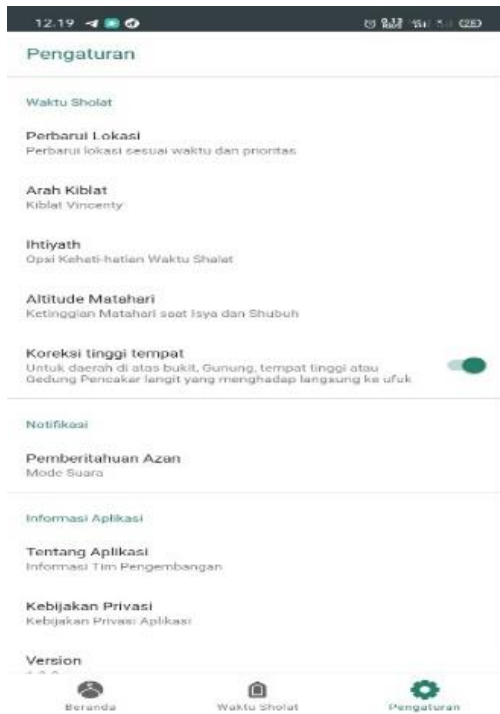 12.19
Pengaturan
Waktu Sholat
Perbarui Lokasi
Perbarui lokasi sesuai waktu dan prioritas
Arah Kiblat
Kiblat Vincenty
Ihtiyath
Opsi Kehati-hatian Waktu Shalat
Altitude Matahari
Ketinggian Matahari saat Isya dan Shubuh
Koreksi tinggi tempat
Untuk daerah di atas bukit, Gunung, tempat tinggi atau
Gedung Pencakar langit yang menghadap langsung ke ufuk
Notifikasi
Pemberitahuan Azan
Mode Suara
Informasi Aplikasi
Tentang Aplikasi
Informasi Tim Pengembangan
Kebijakan Privasi
Kebijakan Privasi Aplikasi
Version
Beranda
Waktu Sholat
Pengaturan